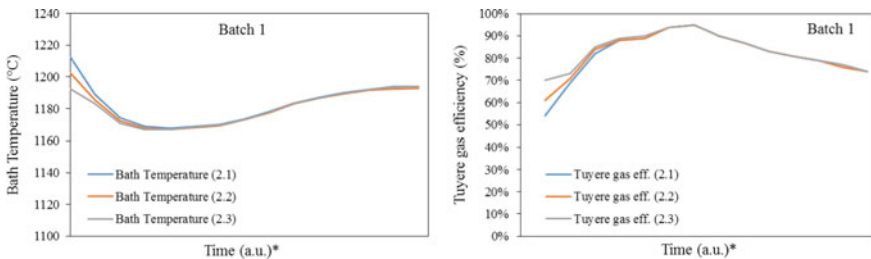 Batch 1
Bath Temperature (°C)
1240
1220
1200
1180
1160
1140
1120
1100
Bath Temperature (2.1)
Bath Temperature (2.2)
Bath Temperature (2.3)
Time (a.u.)*
Batch 1
Tuyere gas efficiency (%)
100%
90%
80%
70%
60%
50%
40%
30%
20%
10%
0%
Tuyere gas eff. (2.1)
Tuyere gas eff. (2.2)
Tuyere gas eff. (2.3)
Time (a.u.)*